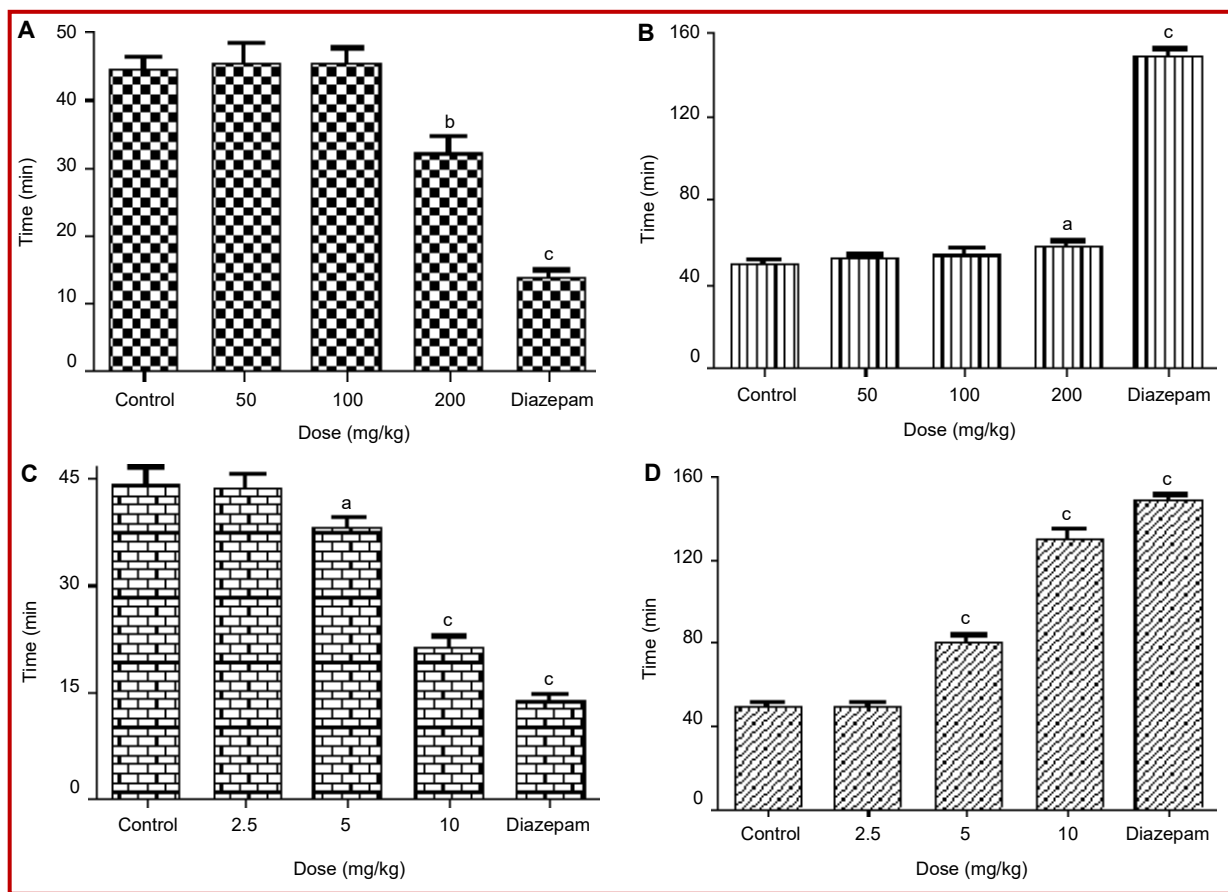 A
50
40
30
20
10
0
Time (min)
b
c
Control 50 100 200 Diazepam
Dose (mg/kg)
B
160
120
80
40
0
Time (min)
a
c
Control 50 100 200 Diazepam
Dose (mg/kg)
C
45
30
15
0
Time (min
a
c
c
Control 2.5 5 10 Diazepam
Dose (mg/kg)
D
160
120
80
40
0
Time (min
c
c
c
Control 2.5 5 10 Diazepam
Dose (mg/kg)